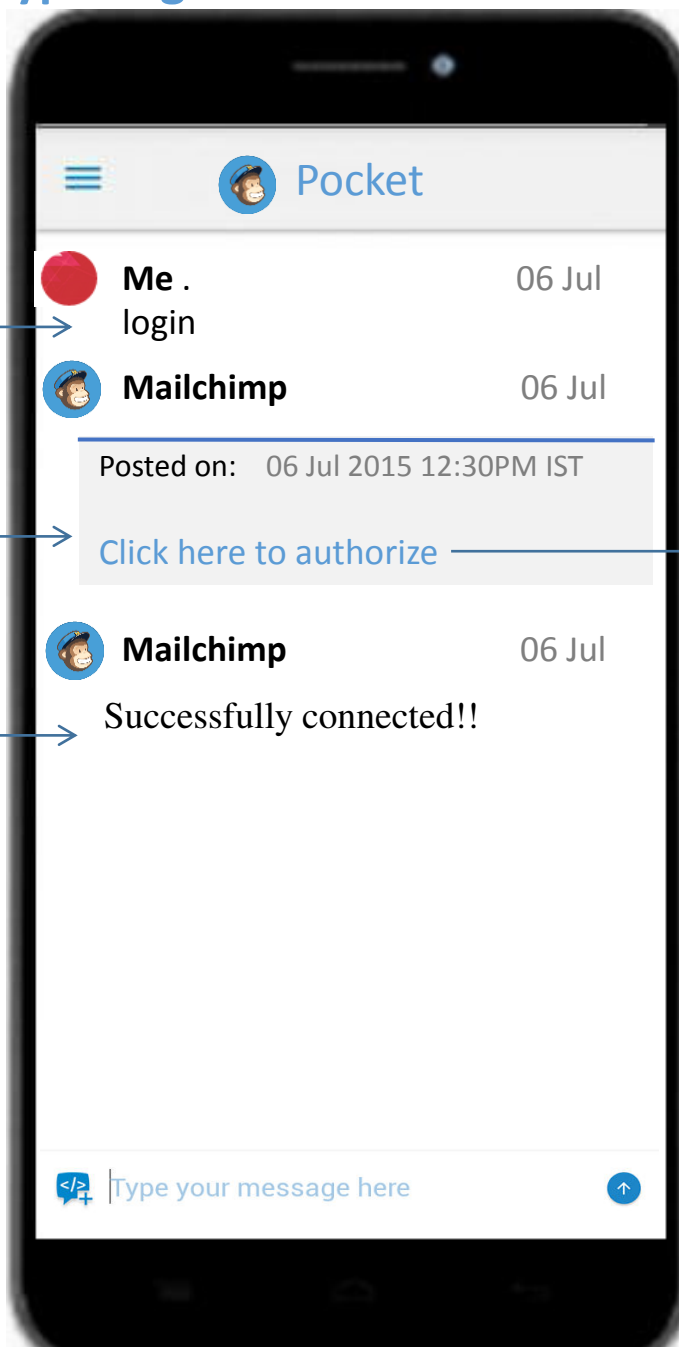 Pocket
Me . 06 Jul
login
Mailchimp 06 Jul
Posted on: 06 Jul 2015 12:30PM IST
Click here to authorize
Mailchimp 06 Jul
Successfully connected!!
Type your message here